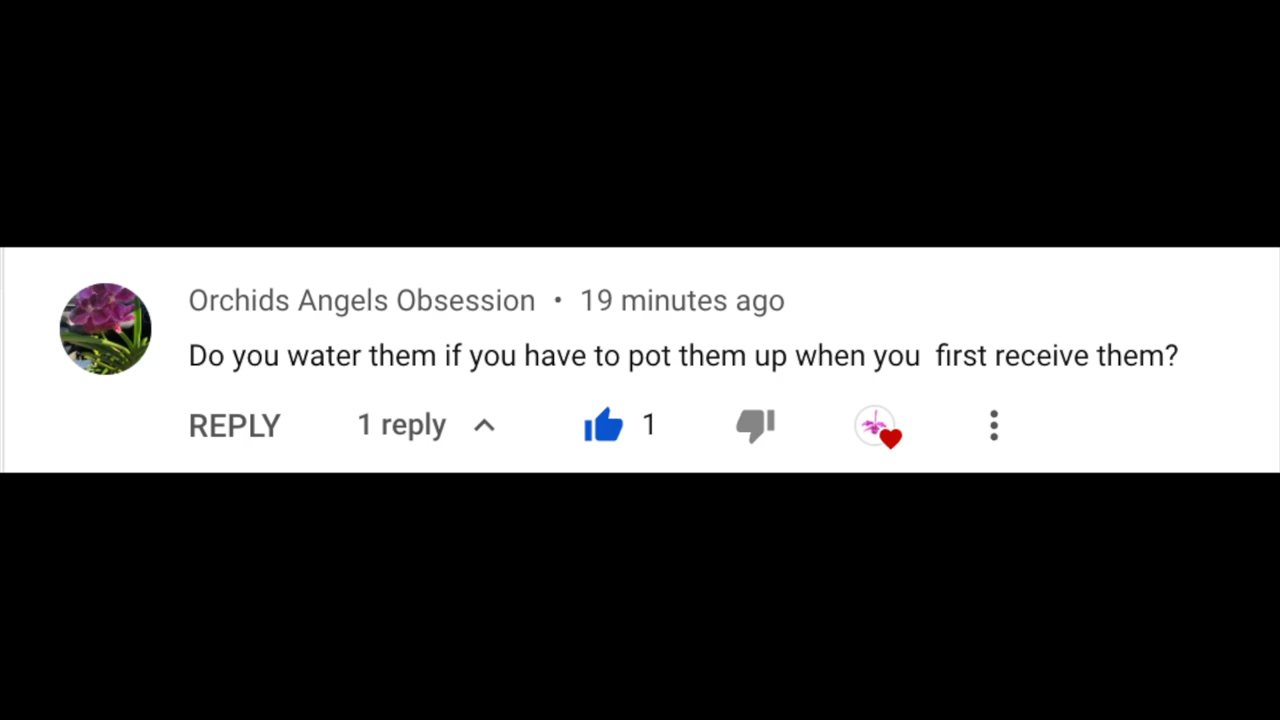 Orchids Angels Obsession • 19 minutes ago
Do you water them if you have to pot them up when you  first receive them?
REPLY 1 reply 1